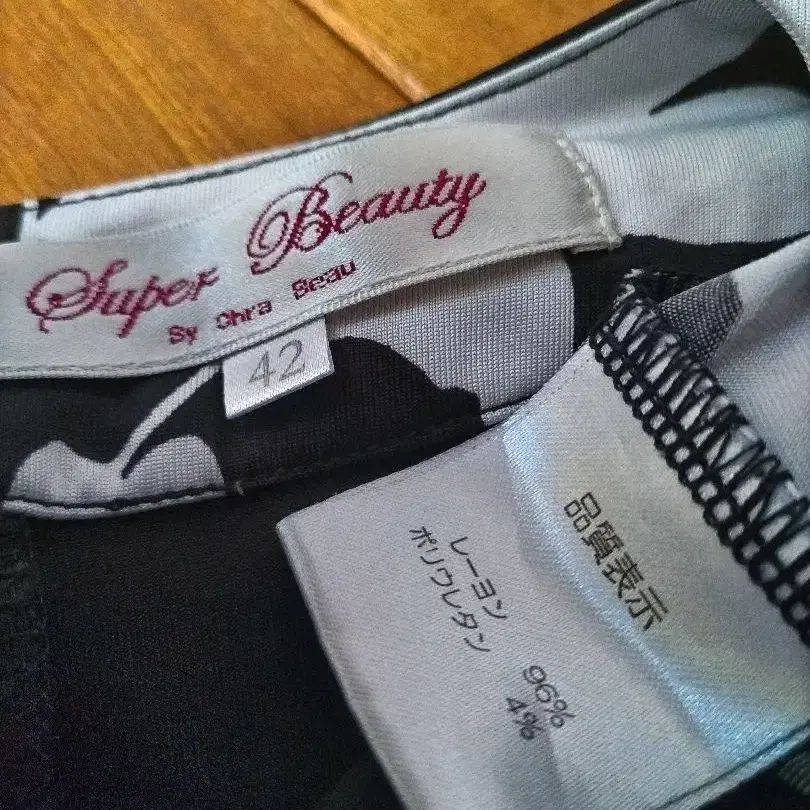 Super Beauty
By Chra Beau
42
品質表示
レーヨン 96%
ポリウレタン 4%